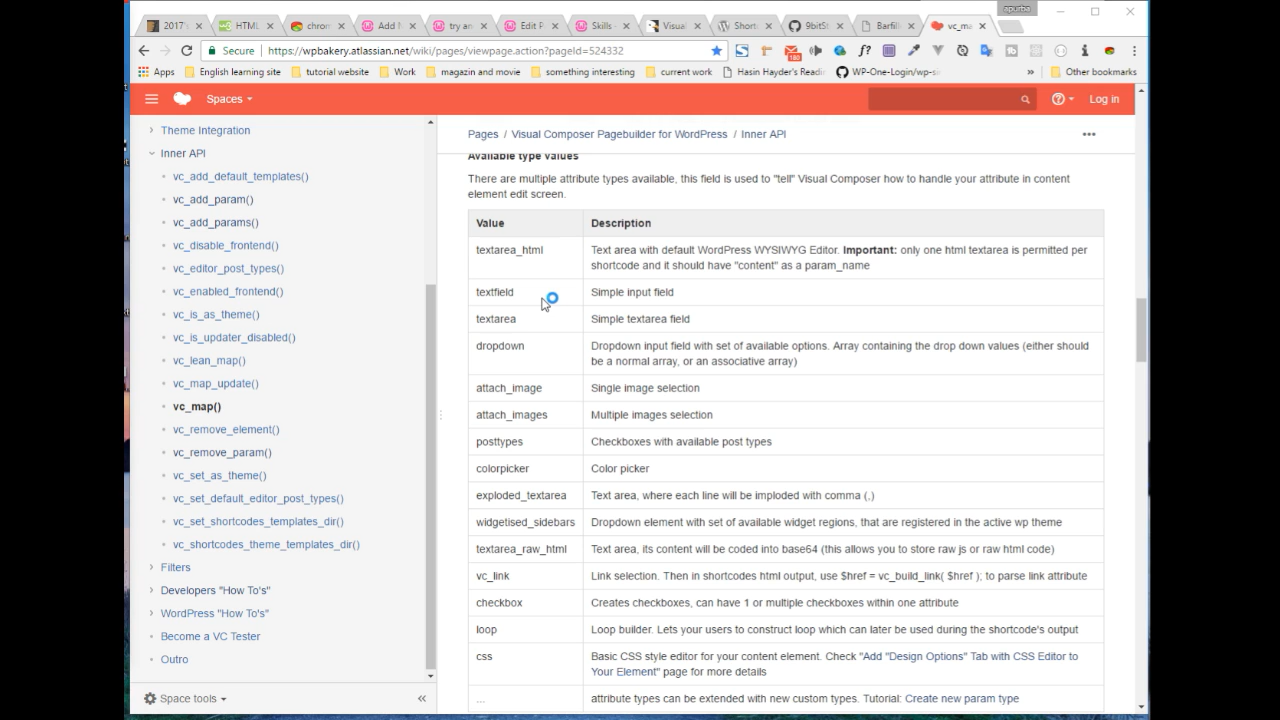 apurba
2017'
HTML
chrom
Add
try an
Edit P
Skills
Visual
Short
9bitSt
Barfil
vc_ma
Secure
https://wpbakery.atlassian.net/wiki/pages/viewpage.action?pageId=524332
f?
180
Apps
English learning site
tutorial website
Work
magazin and movie
something interesting
current work
Hasin Hayder's Readi
WP-One-Login/wp-s
»
Other bookmarks
Spaces
Log in
Theme Integration
Inner API
vc_add_default_templates()
vc_add_param()
vc_add_params()
vc_disable_frontend()
vc_editor_post_types()
vc_enabled_frontend()
vc_is_as_theme()
vc_is_updater_disabled()
vc_lean_map()
vc_map_update()
vc_map()
vc_remove_element()
vc_remove_param()
vc_set_as_theme()
vc_set_default_editor_post_types()
vc_set_shortcodes_templates_dir()
vc_shortcodes_theme_templates_dir()
Filters
Developers "How To's"
WordPress "How To's"
Become a VC Tester
Outro
Space tools
«
Pages / Visual Composer Pagebuilder for WordPress / Inner API
Available type values
There are multiple attribute types available, this field is used to "tell" Visual Composer how to handle your attribute in content
element edit screen.
Value Description
textarea_html Text area with default WordPress WYSIWYG Editor. Important: only one html textarea is permitted per
shortcode and it should have "content" as a param_name
textfield Simple input field
textarea Simple textarea field
dropdown Dropdown input field with set of available options. Array containing the drop down values (either should
be a normal array, or an associative array)
attach_image Single image selection
attach_images Multiple images selection
posttypes Checkboxes with available post types
colorpicker Color picker
exploded_textarea Text area, where each line will be imploded with comma (,)
widgetised_sidebars Dropdown element with set of available widget regions, that are registered in the active wp theme
textarea_raw_html Text area, its content will be coded into base64 (this allows you to store raw js or raw html code)
vc_link Link selection. Then in shortcodes html output, use $href = vc_build_link( $href ); to parse link attribute
checkbox Creates checkboxes, can have 1 or multiple checkboxes within one attribute
loop Loop builder. Lets your users to construct loop which can later be used during the shortcode's output
css Basic CSS style editor for your content element. Check "Add "Design Options" Tab with CSS Editor to
Your Element" page for more details
... attribute types can be extended with new custom types. Tutorial: Create new param type